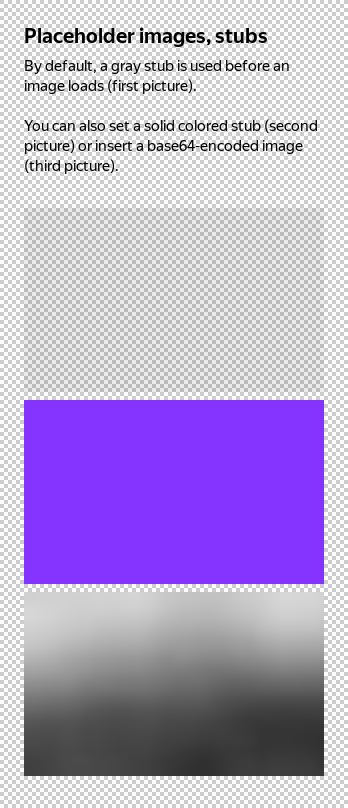 Placeholder images, stubs
By default, a gray stub is used before an
image loads (first picture).
You can also set a solid colored stub (second
picture) or insert a base64-encoded image
(third picture).